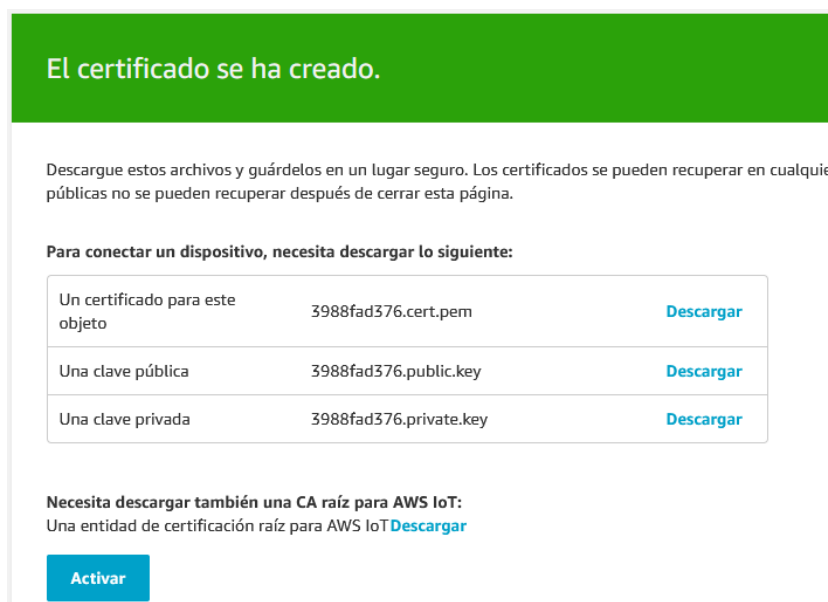 El certificado se ha creado.
Descargue estos archivos y guárdelos en un lugar seguro. Los certificados se pueden recuperar en
públicas no se pueden recuperar después de cerrar esta página.
Para conectar un dispositivo, necesita descargar lo siguiente:
Un certificado para este
objeto
3988fad376.cert.pem
Descargar
Una clave pública
3988fad376.public.key
Descargar
Una clave privada
3988fad376.private.key
Descargar
Necesita descargar también una CA raíz para AWS IoT:
Una entidad de certificación raíz para AWS IoTDescargar
Activar